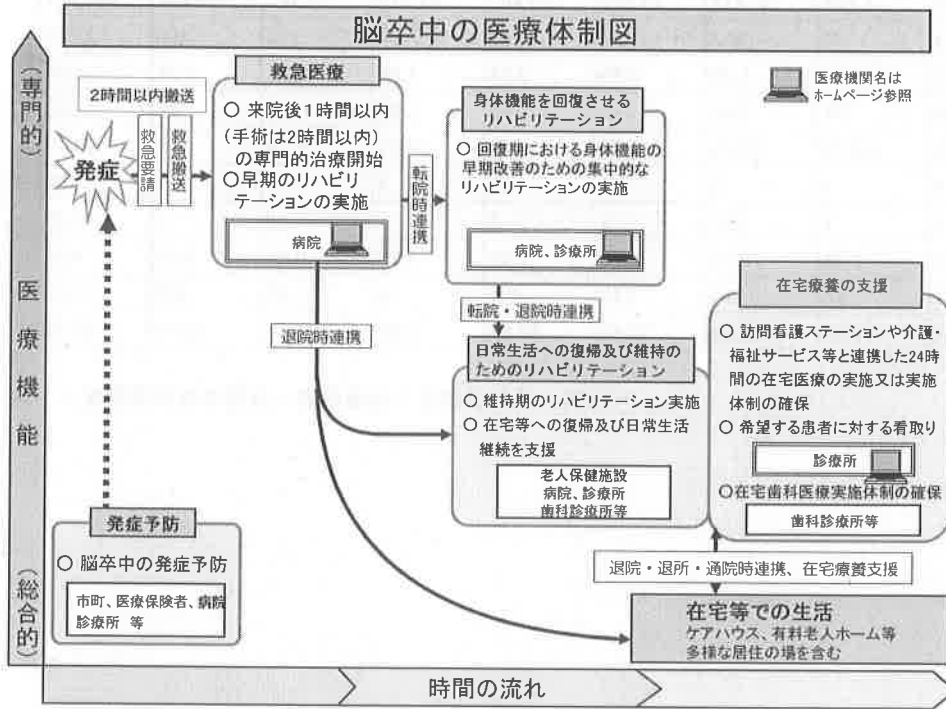 脳卒中の医療体制図
(専門的)
医療機能
(総合的)
医療機関名は
ホームページ参照
2時間以内搬送
発症
救急要請
救急搬送
救急医療
○ 来院後1時間以内
(手術は2時間以内)
の専門的治療開始
○早期のリハビリ
テーションの実施
病院
転院時連携
身体機能を回復させる
リハビリテーション
○ 回復期における身体機能の
早期改善のための集中的な
リハビリテーションの実施
病院、診療所
転院・退院時連携
退院時連携
日常生活への復帰及び維持の
ためのリハビリテーション
○ 維持期のリハビリテーション実施
○ 在宅等への復帰及び日常生活
継続を支援
老人保健施設
病院、診療所
歯科診療所等
在宅療養の支援
○ 訪問看護ステーションや介護・
福祉サービス等と連携した24時
間の在宅医療の実施又は実施
体制の確保
○ 希望する患者に対する看取り
診療所
○在宅歯科医療実施体制の確保
歯科診療所等
発症予防
○ 脳卒中の発症予防
市町、医療保険者、病院
診療所 等
退院・退所・通院時連携、在宅療養支援
在宅等での生活
ケアハウス、有料老人ホーム等
多様な居住の場を含む
時間の流れ